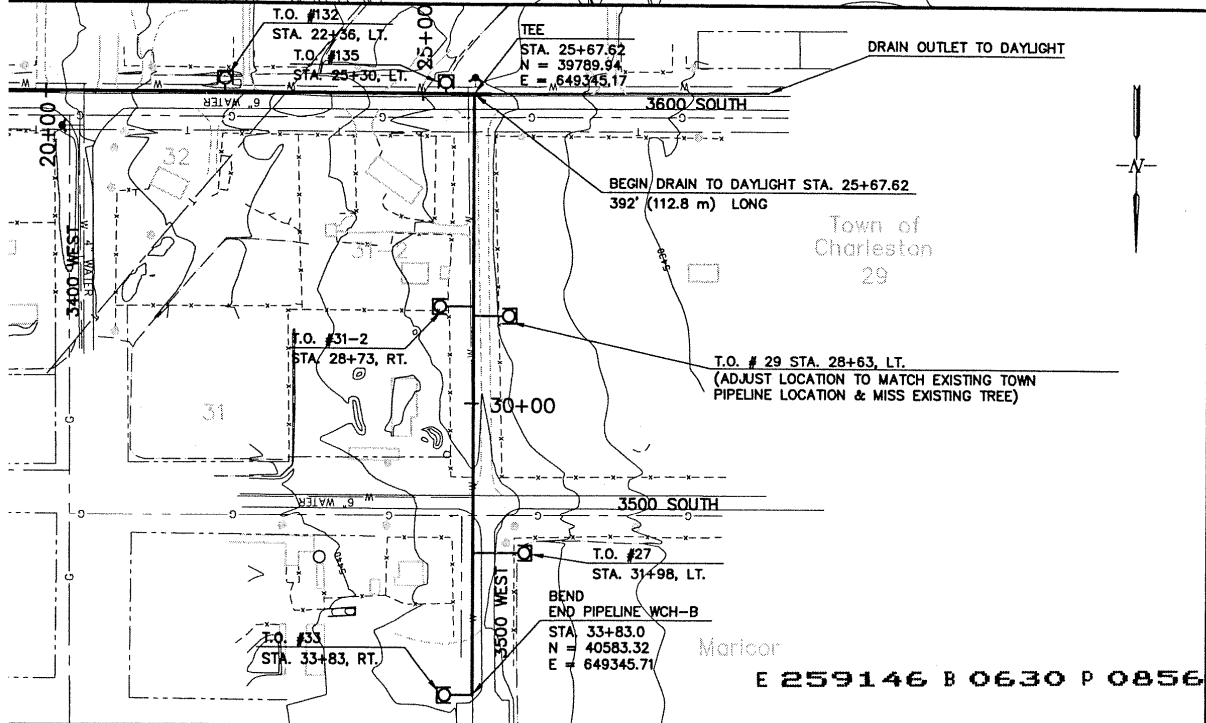 T.O. #132
STA. 22+36, LT.
T.O. #135
STA. 25+30, LT.
25+00
TEE
STA. 25+67.62
N = 39789.94
E = 649345.17
DRAIN OUTLET TO DAYLIGHT
W
W
W
W
W
6" WATER
3600 SOUTH
G
G
G
G
T
T
20+00
32
BEGIN DRAIN TO DAYLIGHT STA. 25+67.62
392' (112.8 m) LONG
N
Town of
Charleston
29
31-2
5430
3400 WEST
W 4" WATER
T.O. #31-2
STA. 28+73, RT.
T.O. # 29 STA. 28+63, LT.
(ADJUST LOCATION TO MATCH EXISTING TOWN
PIPELINE LOCATION & MISS EXISTING TREE)
31
30+00
G
6" WATER
W
3500 SOUTH
G
G
G
G
G
5440
T.O. #27
STA. 31+98, LT.
3500 WEST
BEND
END PIPELINE WCH-B
STA. 33+83.0
N = 40583.32
E = 649345.71
T.O. #33
STA. 33+83, RT.
Maricor
E 259146 B 0630 P 0856